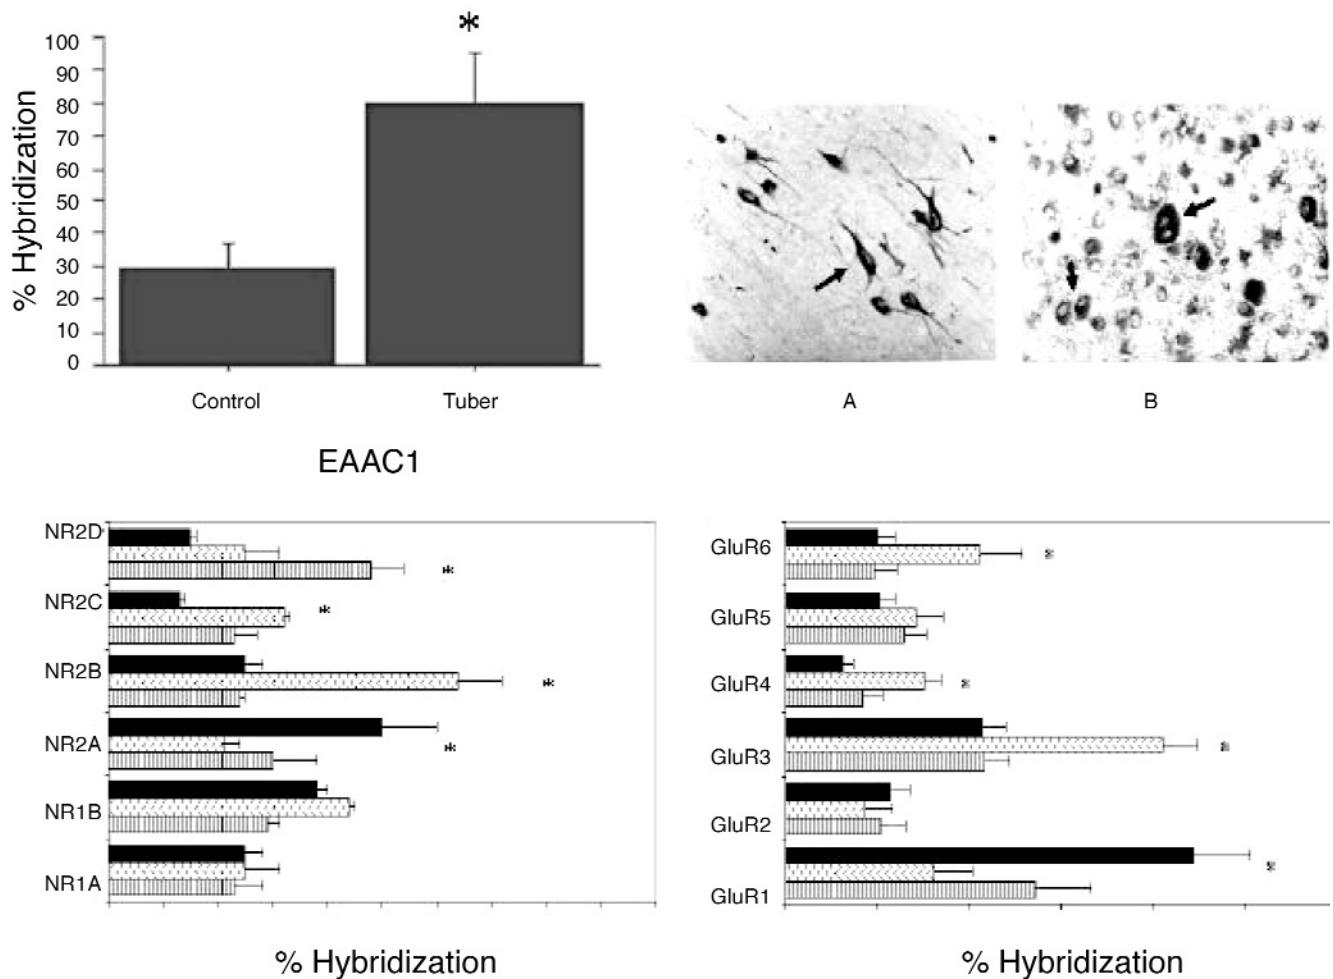 *
100
90
80
70
60
50
40
30
20
10
0
% Hybridization
Control
Tuber
EAAC1
A
B
NR2D
*
NR2C
*
NR2B
*
NR2A
*
NR1B
NR1A
% Hybridization
GluR6
*
GluR5
GluR4
*
GluR3
*
GluR2
GluR1
*
% Hybridization